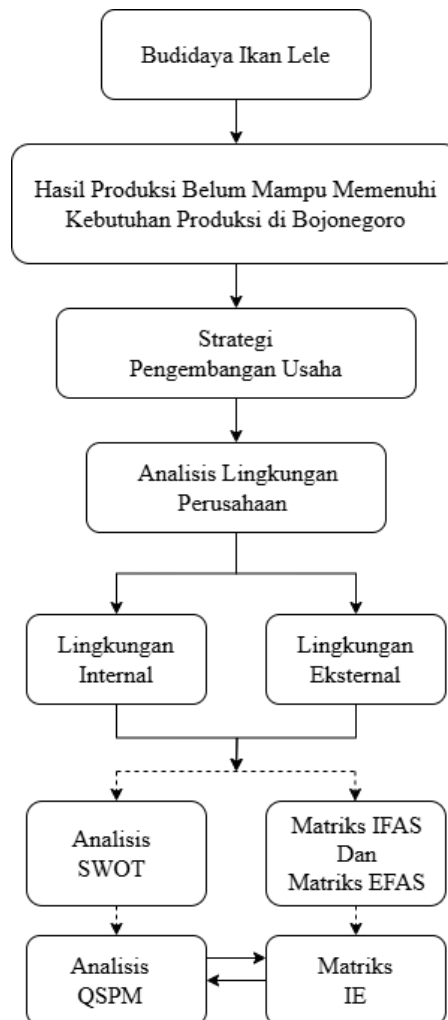 Budidaya Ikan Lele
Hasil Produksi Belum Mampu Memenuhi
Kebutuhan Produksi di Bojonegoro
Strategi
Pengembangan Usaha
Analisis Lingkungan
Perusahaan
Lingkungan
Internal
Lingkungan
Eksternal
Analisis
SWOT
Matriks IFAS
Dan
Matriks EFAS
Analisis
QSPM
Matriks
IE